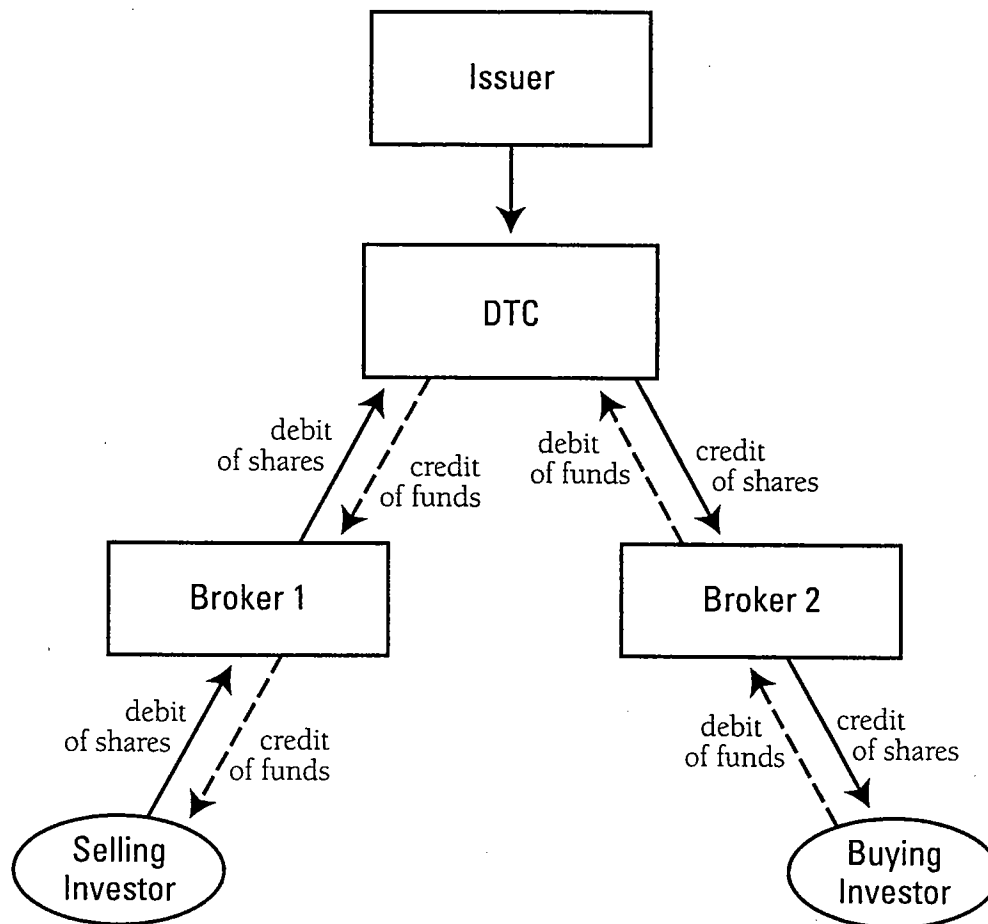 Issuer
DTC
debit
of shares
credit
of funds
debit
of funds
credit
of shares
Broker 1
Broker 2
debit
of shares
credit
of funds
debit
of funds
credit
of shares
Selling
Investor
Buying
Investor